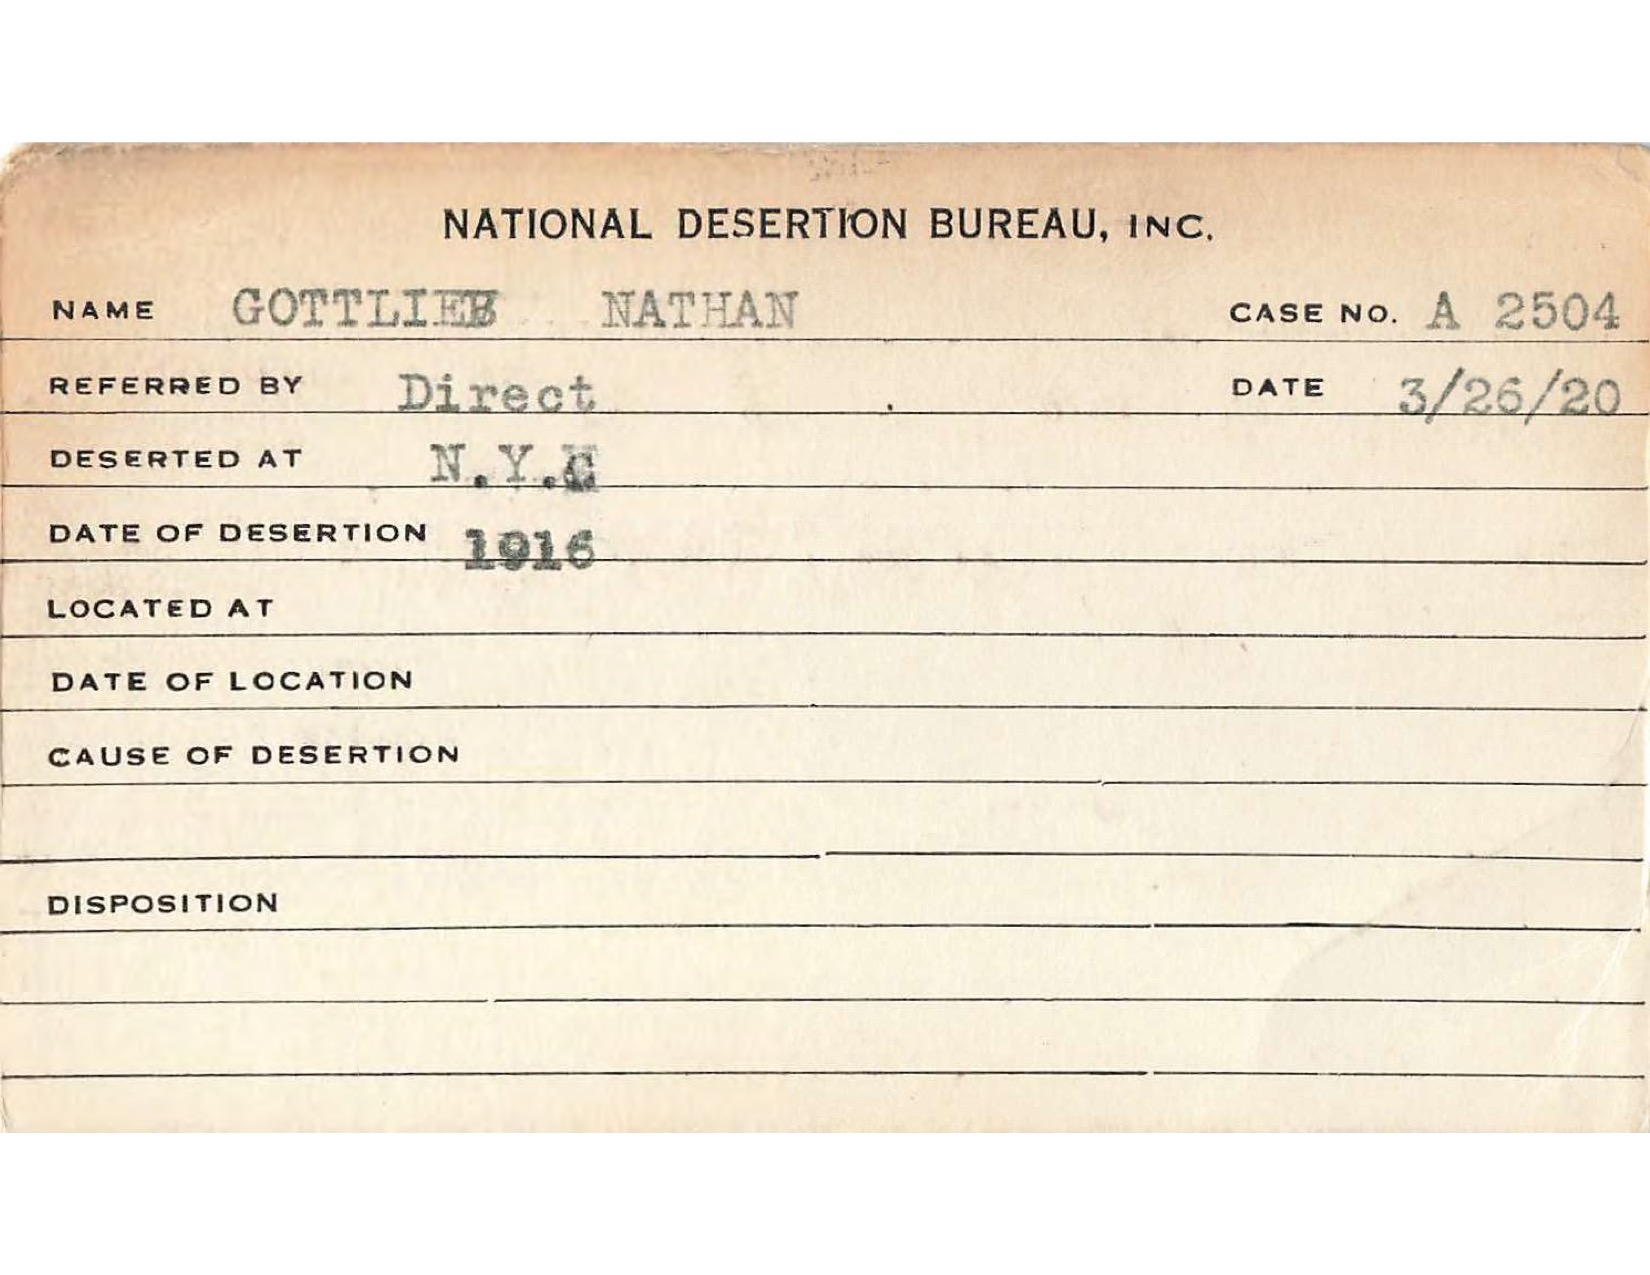 NATIONAL DESERTION BUREAU, INC.
NAME GOTTLIEB NATHAN CASE NO. A 2504
REFERRED BY Direct DATE 3/26/20
DESERTED AT N.Y.C
DATE OF DESERTION 1916
LOCATED AT
DATE OF LOCATION
CAUSE OF DESERTION
DISPOSITION